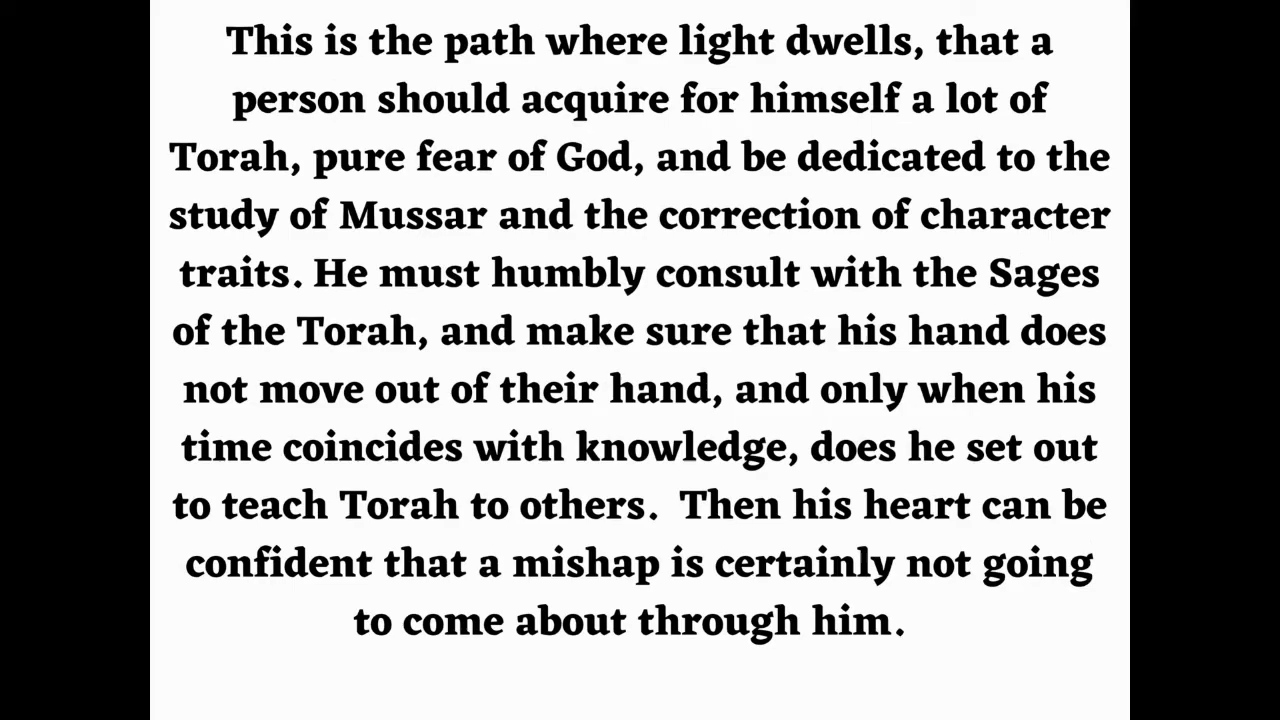 This is the path where light dwells, that a
person should acquire for himself a lot of
Torah, pure fear of God, and be dedicated to the
study of Mussar and the correction of character
traits. He must humbly consult with the Sages
of the Torah, and make sure that his hand does
not move out of their hand, and only when his
time coincides with knowledge, does he set out
to teach Torah to others.  Then his heart can be
confident that a mishap is certainly not going
to come about through him.